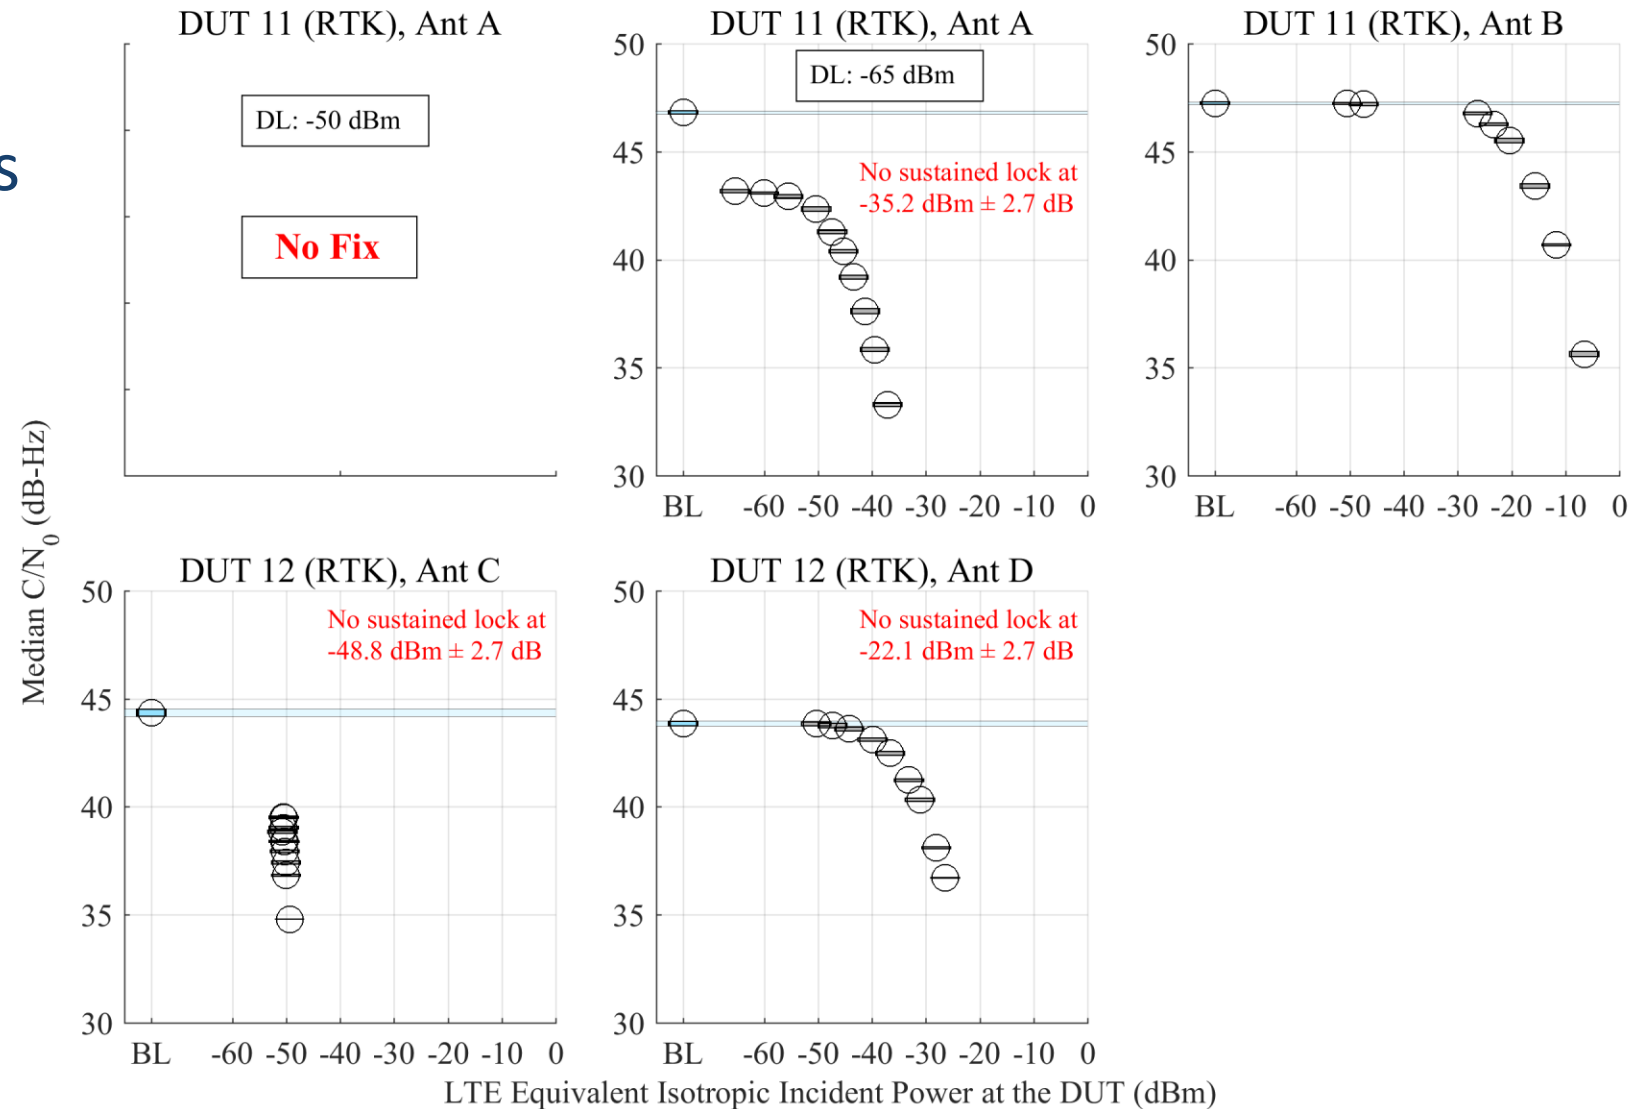 s
DUT 11 (RTK), Ant A
DL: -50 dBm
No Fix
DUT 11 (RTK), Ant A
DL: -65 dBm
No sustained lock at
-35.2 dBm ± 2.7 dB
50
45
40
35
30
BL -60 -50 -40 -30 -20 -10 0
DUT 11 (RTK), Ant B
50
45
40
35
30
BL -60 -50 -40 -30 -20 -10 0
Median C/N0 (dB-Hz)
DUT 12 (RTK), Ant C
No sustained lock at
-48.8 dBm ± 2.7 dB
50
45
40
35
30
BL -60 -50 -40 -30 -20 -10 0
DUT 12 (RTK), Ant D
No sustained lock at
-22.1 dBm ± 2.7 dB
50
45
40
35
30
BL -60 -50 -40 -30 -20 -10 0
LTE Equivalent Isotropic Incident Power at the DUT (dBm)